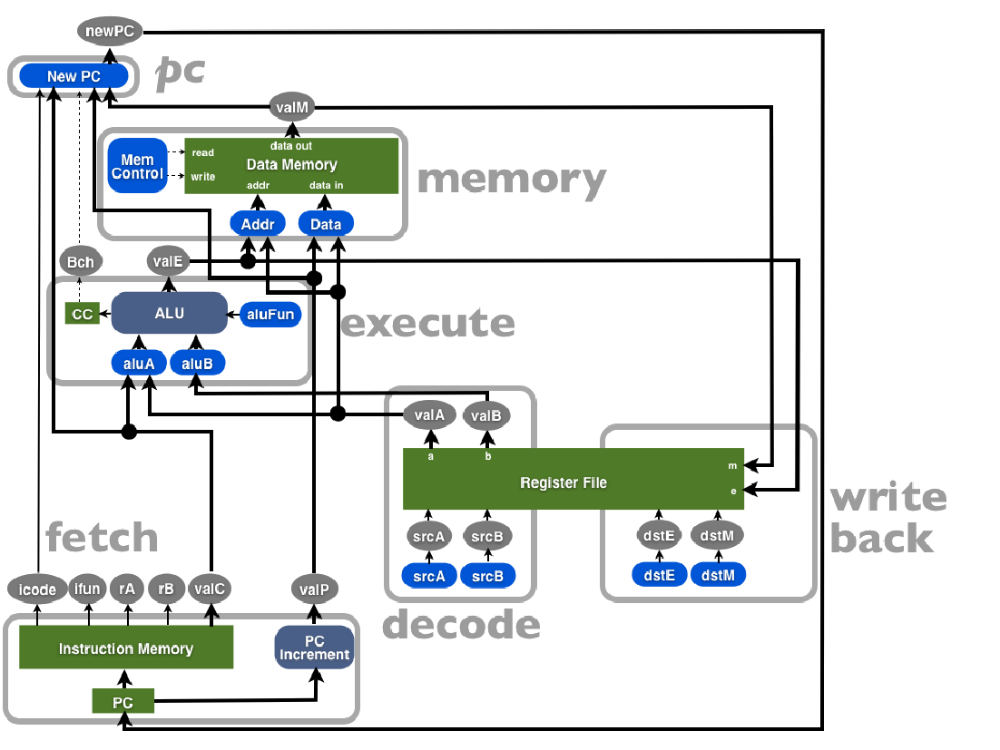 newPC
New PC
pc
valM
data out
read
Mem
Control
Data Memory
write
addr
data in
memory
Addr
Data
Bch
valE
CC
ALU
aluFun
execute
aluA
aluB
valA
valB
a
b
m
Register File
e
write
back
fetch
srcA
srcB
dstE
dstM
srcA
srcB
dstE
dstM
icode
ifun
rA
rB
valC
valP
decode
Instruction Memory
PC
Increment
PC